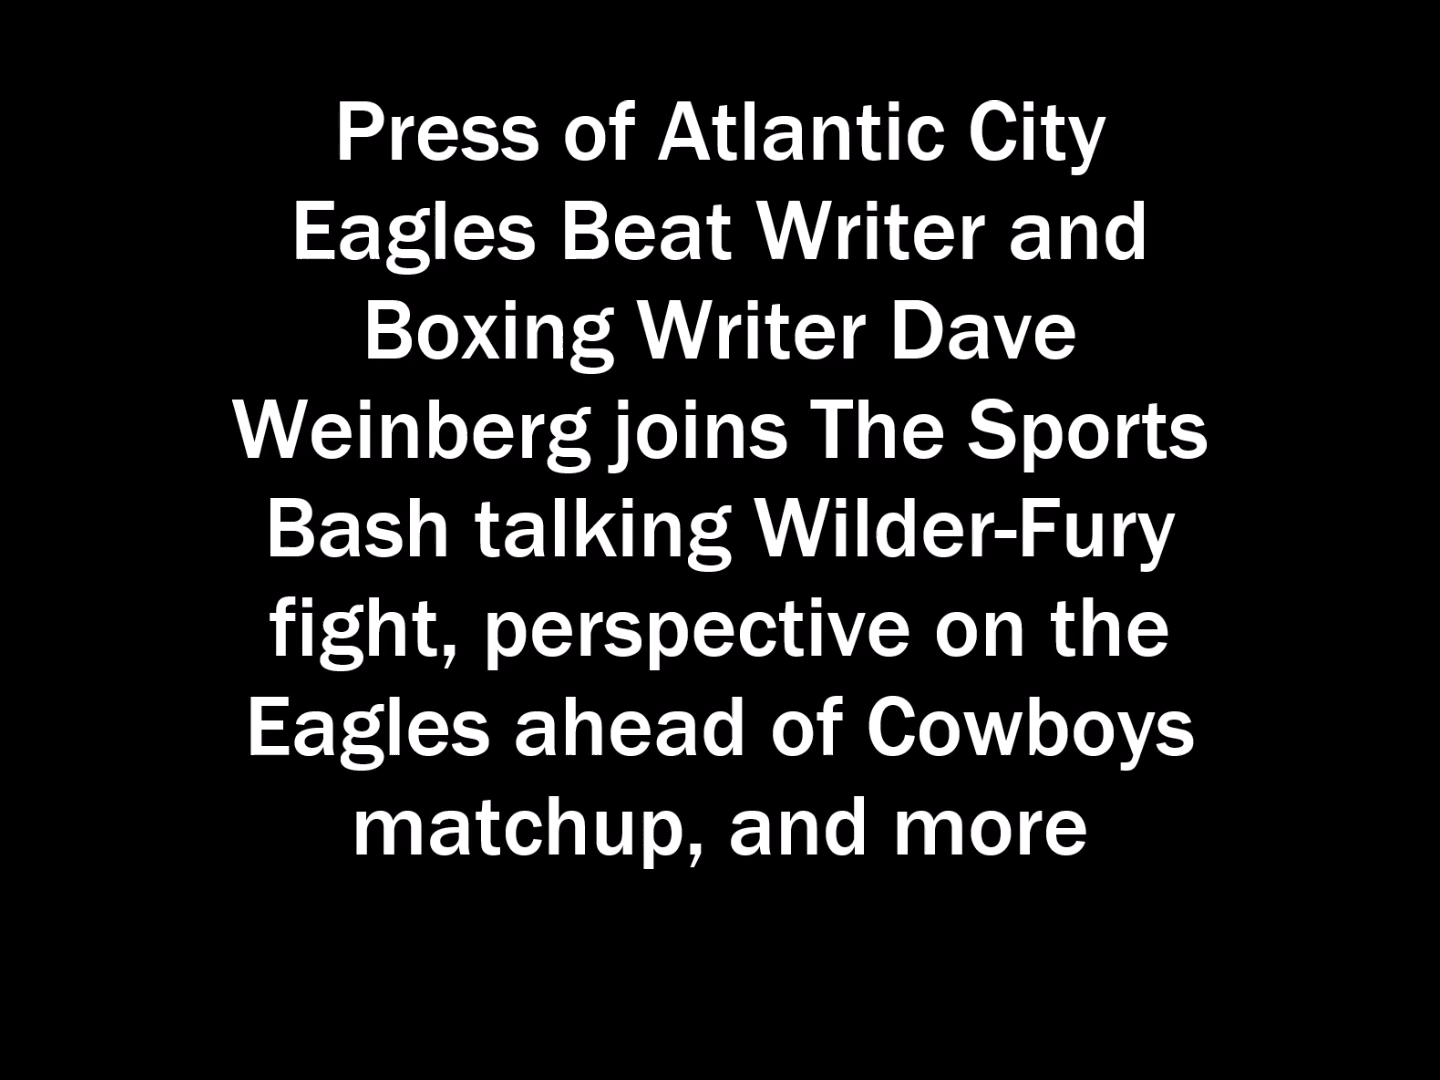 Press of Atlantic City
Eagles Beat Writer and
Boxing Writer Dave
Weinberg joins The Sports
Bash talking Wilder-Fury
fight, perspective on the
Eagles ahead of Cowboys
matchup, and more